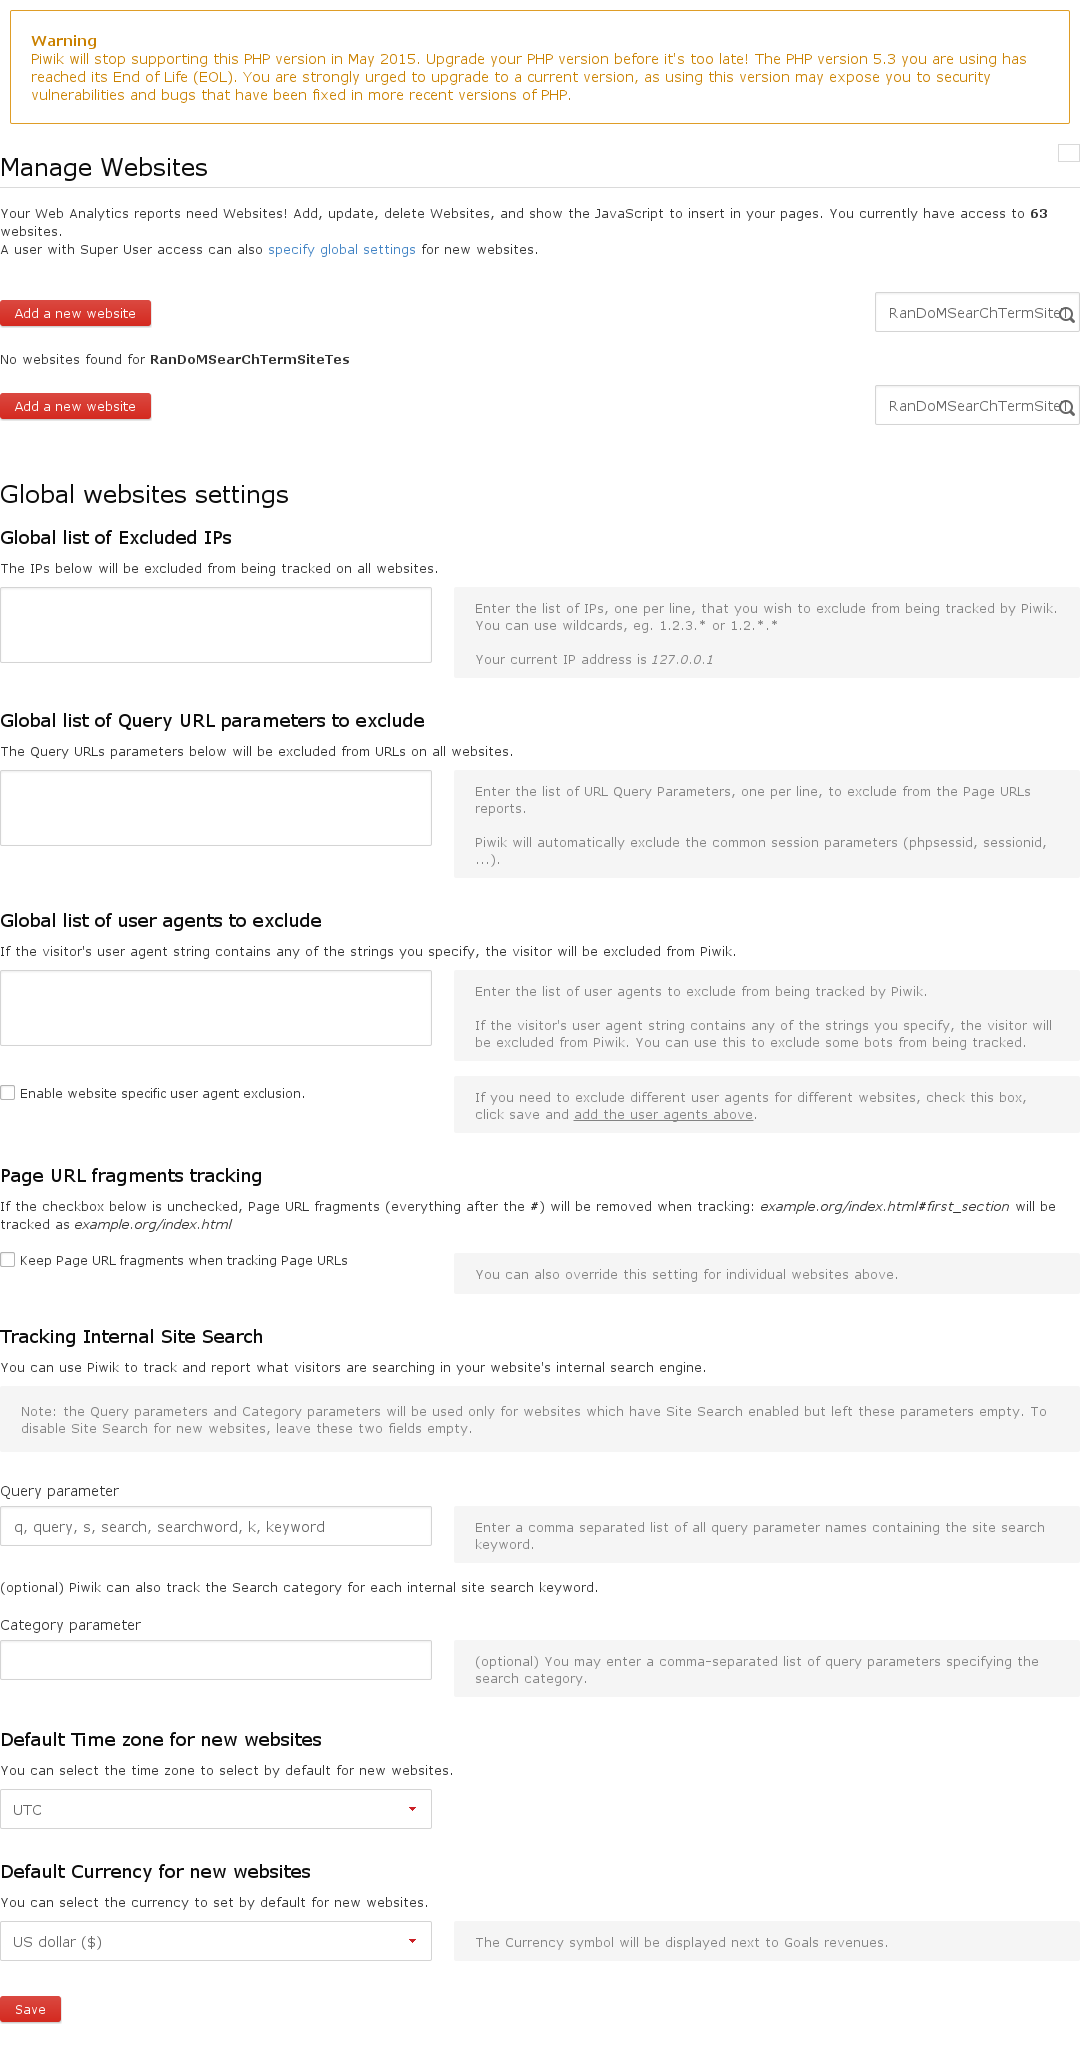 Warning
Piwik will stop supporting this PHP version in May 2015. Upgrade your PHP version before it's too late! The PHP version 5.3 you are using has
reached its End of Life (EOL). You are strongly urged to upgrade to a current version, as using this version may expose you to security
vulnerabilities and bugs that have been fixed in more recent versions of PHP.
Manage Websites
Your Web Analytics reports need Websites! Add, update, delete Websites, and show the JavaScript to insert in your pages. You currently have access to 63
websites.
A user with Super User access can also specify global settings for new websites.
Add a new website
RanDoMSearChTermSiteT
No websites found for RanDoMSearChTermSiteTes
Add a new website
RanDoMSearChTermSiteT
Global websites settings
Global list of Excluded IPs
The IPs below will be excluded from being tracked on all websites.
Enter the list of IPs, one per line, that you wish to exclude from being tracked by Piwik.
You can use wildcards, eg. 1.2.3.* or 1.2.*.*
Your current IP address is 127.0.0.1
Global list of Query URL parameters to exclude
The Query URLs parameters below will be excluded from URLs on all websites.
Enter the list of URL Query Parameters, one per line, to exclude from the Page URLs
reports.
Piwik will automatically exclude the common session parameters (phpsessid, sessionid,
...).
Global list of user agents to exclude
If the visitor's user agent string contains any of the strings you specify, the visitor will be excluded from Piwik.
Enter the list of user agents to exclude from being tracked by Piwik.
If the visitor's user agent string contains any of the strings you specify, the visitor will
be excluded from Piwik. You can use this to exclude some bots from being tracked.
Enable website specific user agent exclusion.
If you need to exclude different user agents for different websites, check this box,
click save and add the user agents above.
Page URL fragments tracking
If the checkbox below is unchecked, Page URL fragments (everything after the #) will be removed when tracking: example.org/index.html#first_section will be
tracked as example.org/index.html
Keep Page URL fragments when tracking Page URLs
You can also override this setting for individual websites above.
Tracking Internal Site Search
You can use Piwik to track and report what visitors are searching in your website's internal search engine.
Note: the Query parameters and Category parameters will be used only for websites which have Site Search enabled but left these parameters empty. To
disable Site Search for new websites, leave these two fields empty.
Query parameter
q, query, s, search, searchword, k, keyword
Enter a comma separated list of all query parameter names containing the site search
keyword.
(optional) Piwik can also track the Search category for each internal site search keyword.
Category parameter
(optional) You may enter a comma-separated list of query parameters specifying the
search category.
Default Time zone for new websites
You can select the time zone to select by default for new websites.
UTC
Default Currency for new websites
You can select the currency to set by default for new websites.
US dollar ($)
The Currency symbol will be displayed next to Goals revenues.
Save